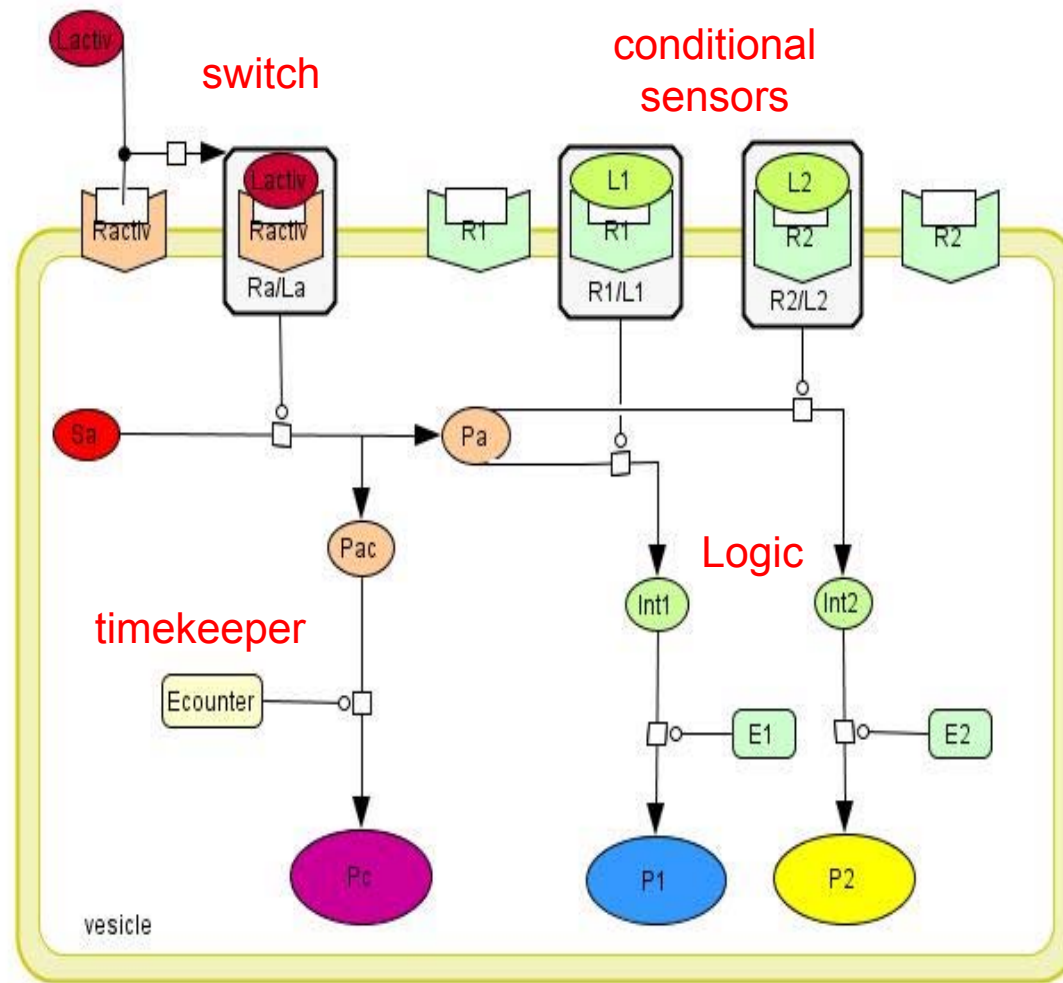 Lactiv
switch
conditional
sensors
Lactiv
L1
L2
Ractiv
Ractiv
R1
R1
R2
R2
Ra/La
R1/L1
R2/L2
Sa
Pa
Pac
Logic
Int1
Int2
timekeeper
Ecounter
E1
E2
Pc
P1
P2
vesicle